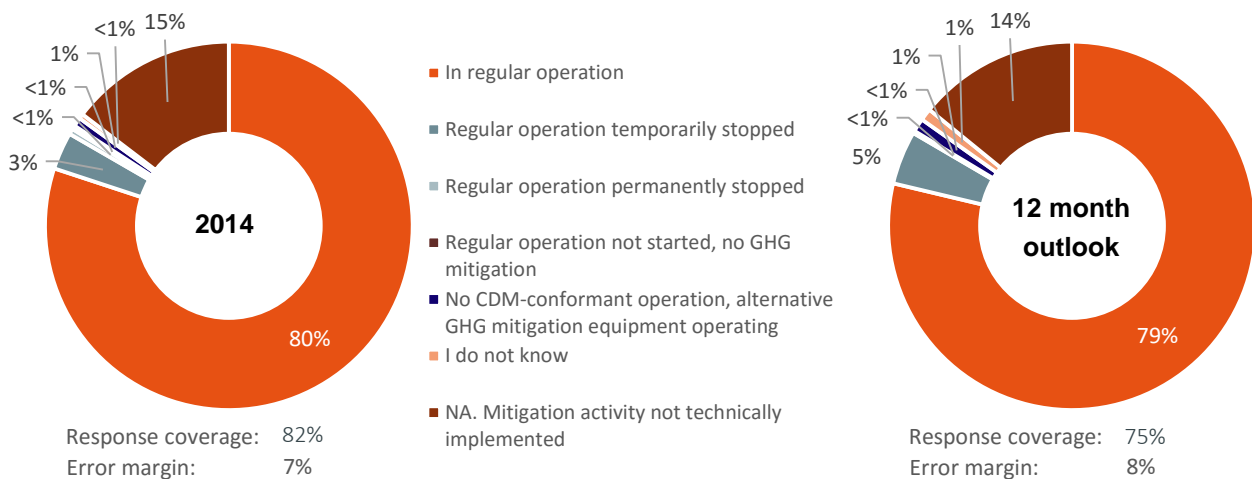 <1%
15%
1%
<1%
<1%
3%
2014
80%
Response coverage: 82%
Error margin: 7%
In regular operation
Regular operation temporarily stopped
Regular operation permanently stopped
Regular operation not started, no GHG
mitigation
No CDM-conformant operation, alternative
GHG mitigation equipment operating
I do not know
NA. Mitigation activity not technically
implemented
1%
14%
1%
<1%
<1%
5%
12 month
outlook
79%
Response coverage: 75%
Error margin: 8%